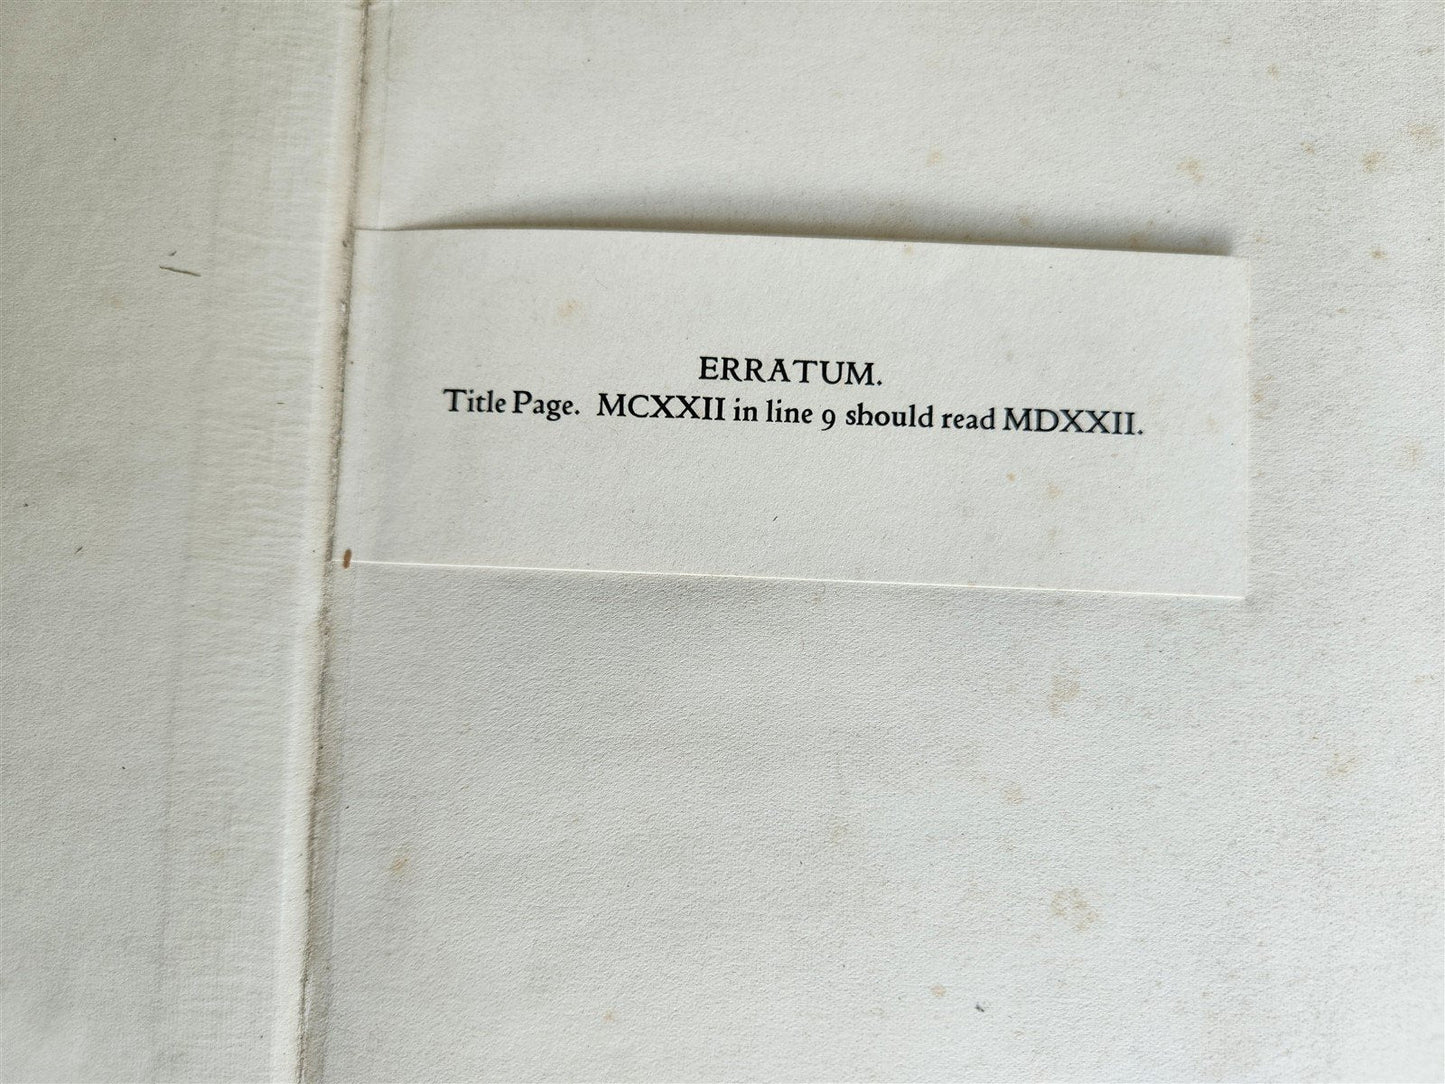 ERRATUM.
Title Page. MCXXII in line 9 should read MDXXII.